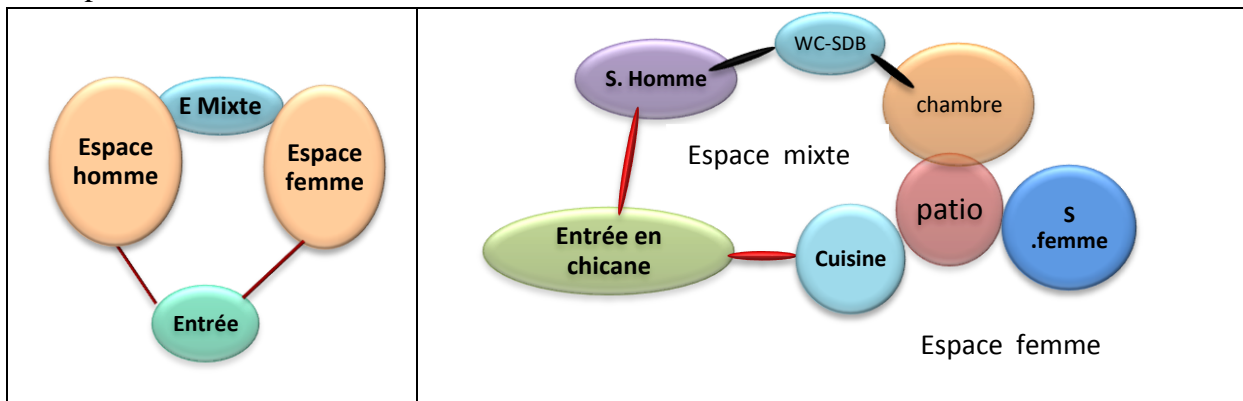 E Mixte
Espace
homme
Espace
femme
Entrée
WC-SDB
S. Homme
chambre
Espace mixte
patio
S
.femme
Entrée en
chicane
Cuisine
Espace femme